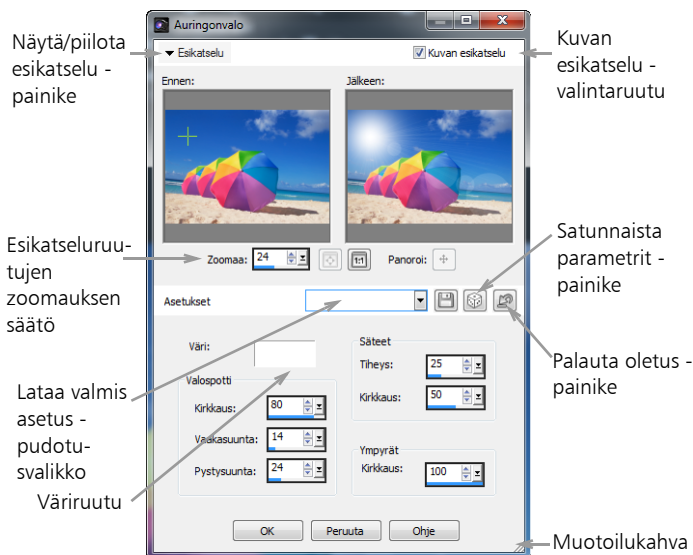 Auringonvalo
Näytä/piilota
esikatselu -
painike
Esikatselu
Kuvan esikatselu
Kuvan
esikatselu -
valintaruutu
Ennen:
Jälkeen:
Esikatseluruu-
tujen
zoomauksen
säätö
Zoomaa: 24
1:1
Panoroi:
Satunnaista
parametrit -
painike
Asetukset
Palauta oletus -
painike
Lataa valmis
asetus -
pudotu-
svalikko
Väriruutu
Väri:
Valospotti
Kirkkaus: 80
Vaakasuunta: 14
Pystysuunta: 24
Säteet
Tiheys: 25
Kirkkaus: 50
Ympyrät
Kirkkaus: 100
OK
Peruuta
Ohje
Muotoilukahva